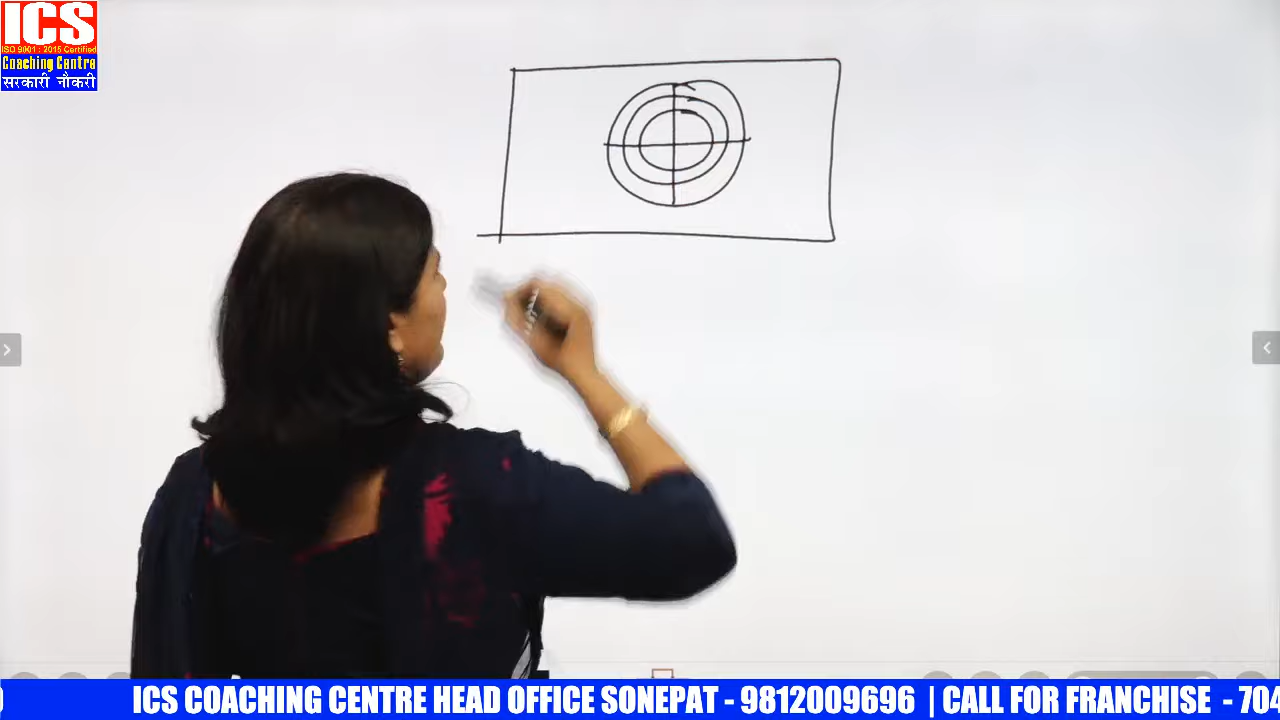 ICS
ISO 9001 : 2015 Certified
Coaching Centre
सरकारी नौकरी
ICS COACHING CENTRE HEAD OFFICE SONEPAT - 9812009696 | CALL FOR FRANCHISE - 704